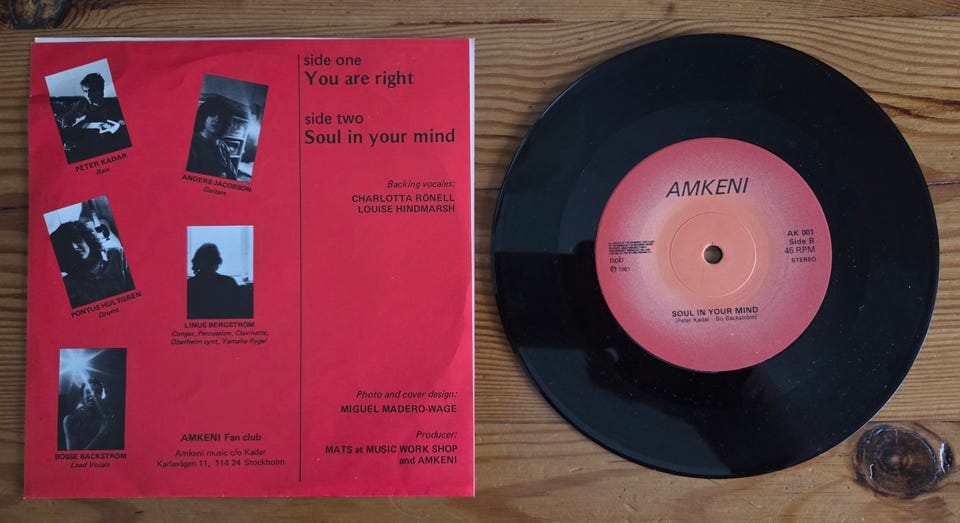 side one
You are right
side two
Soul in your mind
Backing vocales:
CHARLOTTA RÖNELL
LOUISE HINDMARSH
PETER KADAR
Bass
ANDERS JACOBSON
Guitars
PONTUS HULTGREN
Drums
LINUS BERGSTRÖM
Congas, Percussion, Clavinette,
Oberheim synt, Yamaha flygel
BOSSE BÄCKSTRÖM
Lead Vocals
AMKENI Fan club
Amkeni music c/o Kadar
Karlavägen 11, 114 24 Stockholm
Photo and cover design:
MIGUEL MADERO-WAGE
Producer:
MATS at MUSIC WORK SHOP
and AMKENI
AMKENI
AK 001
Side B
45 RPM
STEREO
ncb
Ⓟ 1981
SOUL IN YOUR MIND
(Peter Kadar - Bo Bäckström)